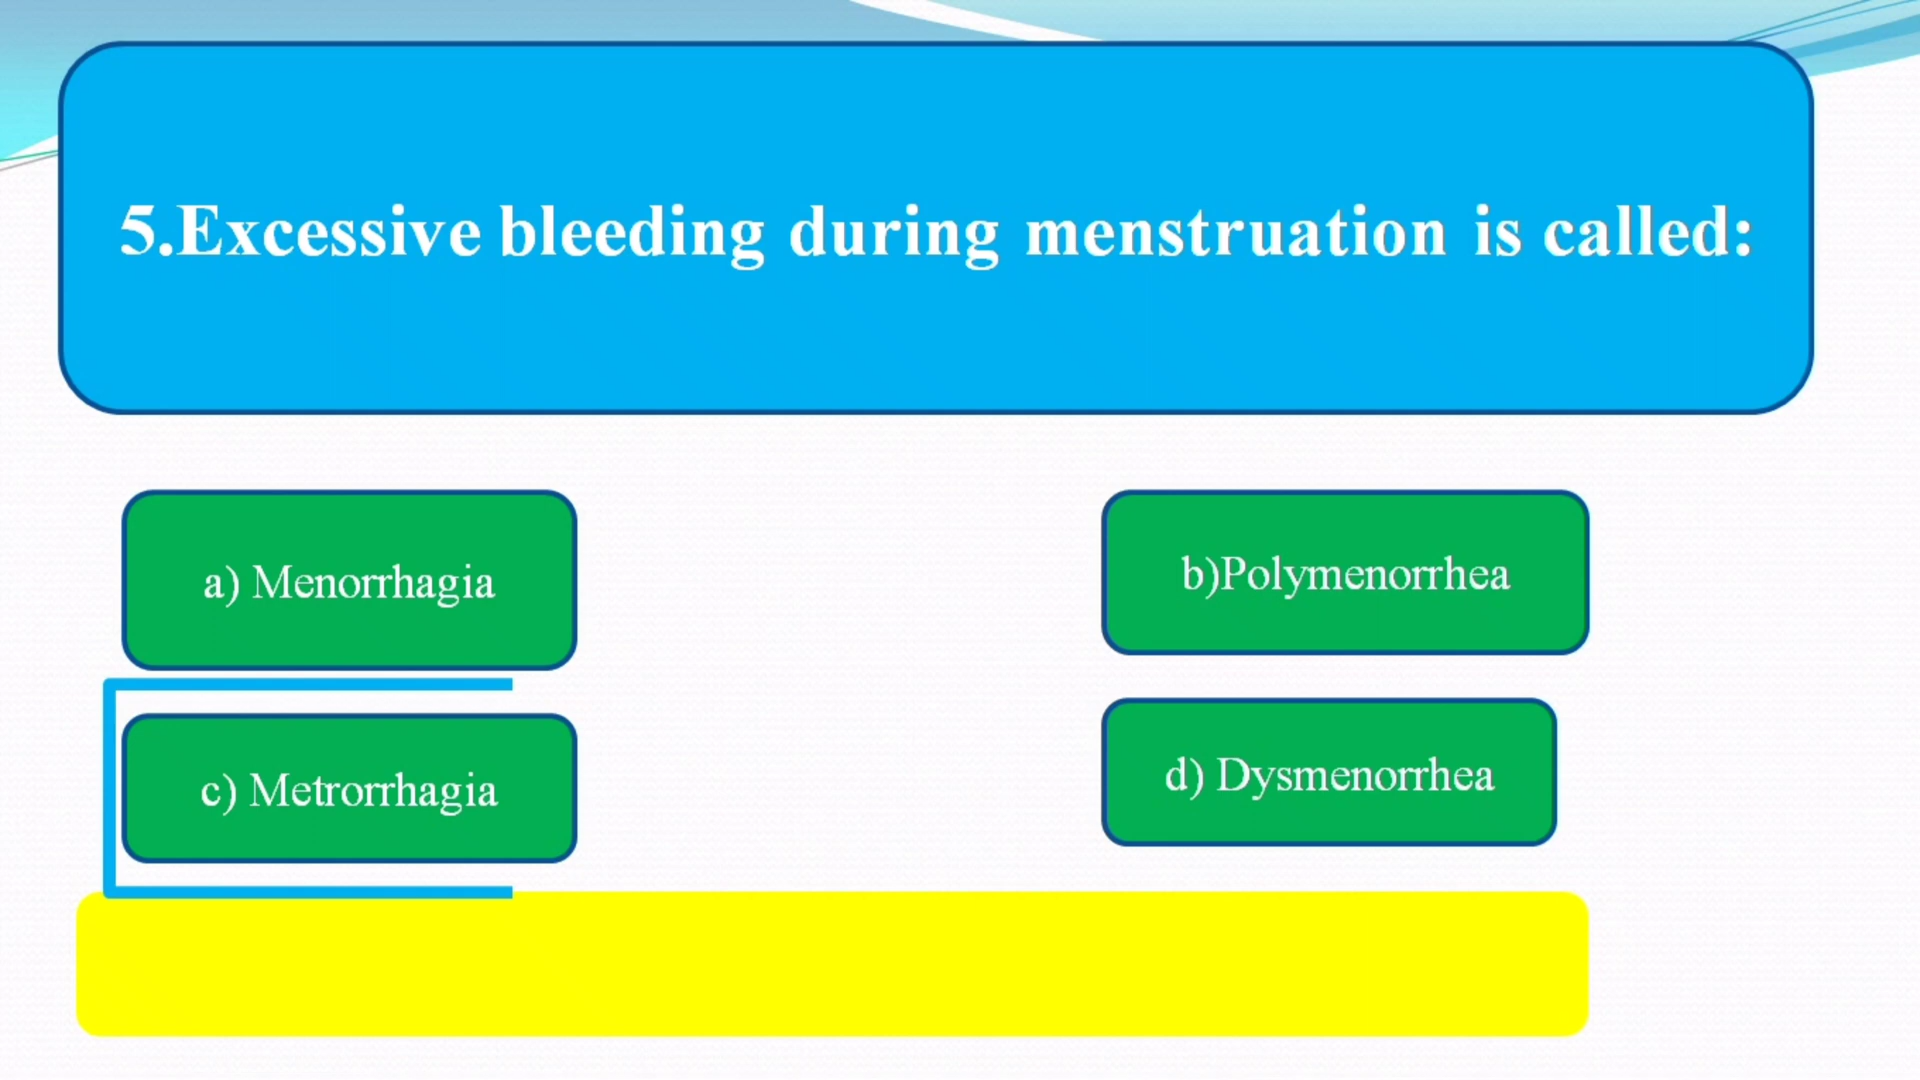 5.Excessive bleeding during menstruation is called:
a) Menorrhagia
b)Polymenorrhea
c) Metrorrhagia
d) Dysmenorrhea